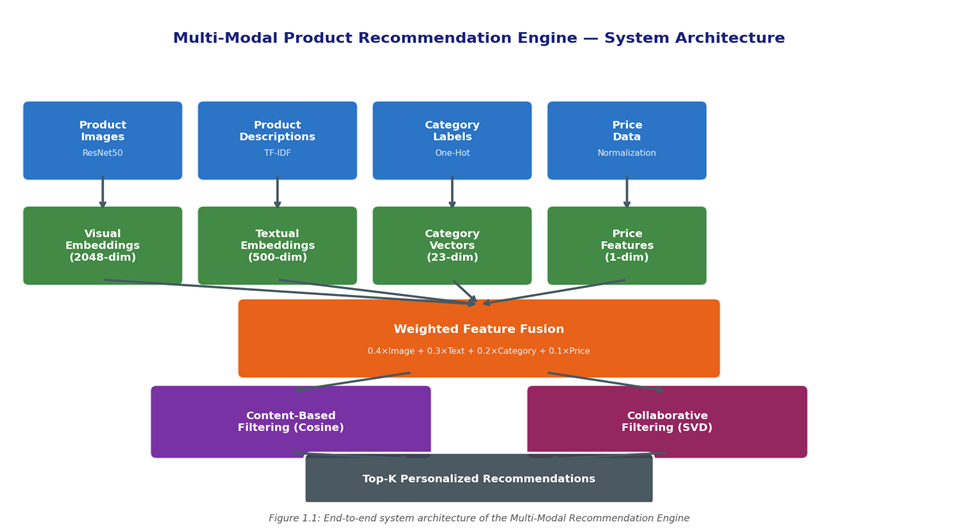 Multi-Modal Product Recommendation Engine — System Architecture
Product
Images
ResNet50
Product
Descriptions
TF-IDF
Category
Labels
One-Hot
Price
Data
Normalization
Visual
Embeddings
(2048-dim)
Textual
Embeddings
(500-dim)
Category
Vectors
(23-dim)
Price
Features
(1-dim)
Weighted Feature Fusion
0.4×Image + 0.3×Text + 0.2×Category + 0.1×Price
Content-Based
Filtering (Cosine)
Collaborative
Filtering (SVD)
Top-K Personalized Recommendations
Figure 1.1: End-to-end system architecture of the Multi-Modal Recommendation Engine